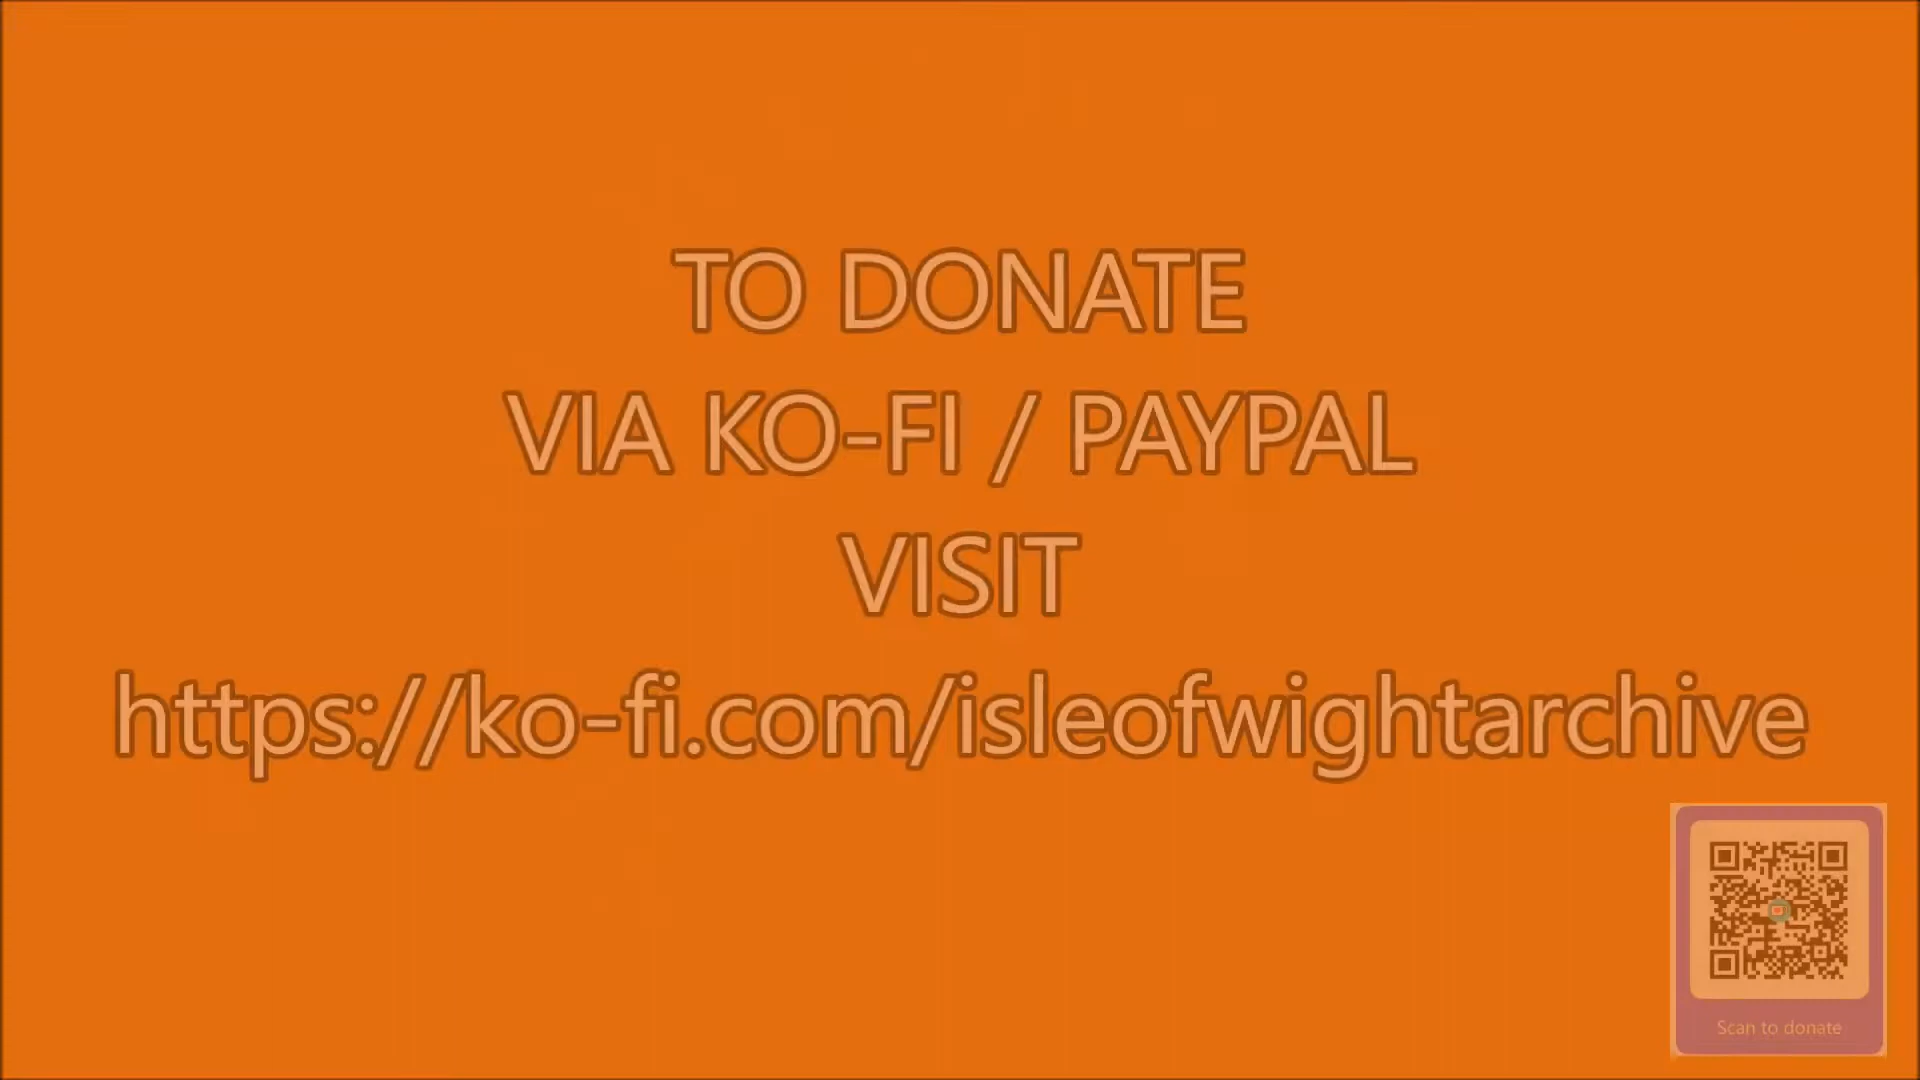 TO DONATE
VIA KO-FI / PAYPAL
VISIT
https://ko-fi.com/isleofwightarchive
Scan to donate